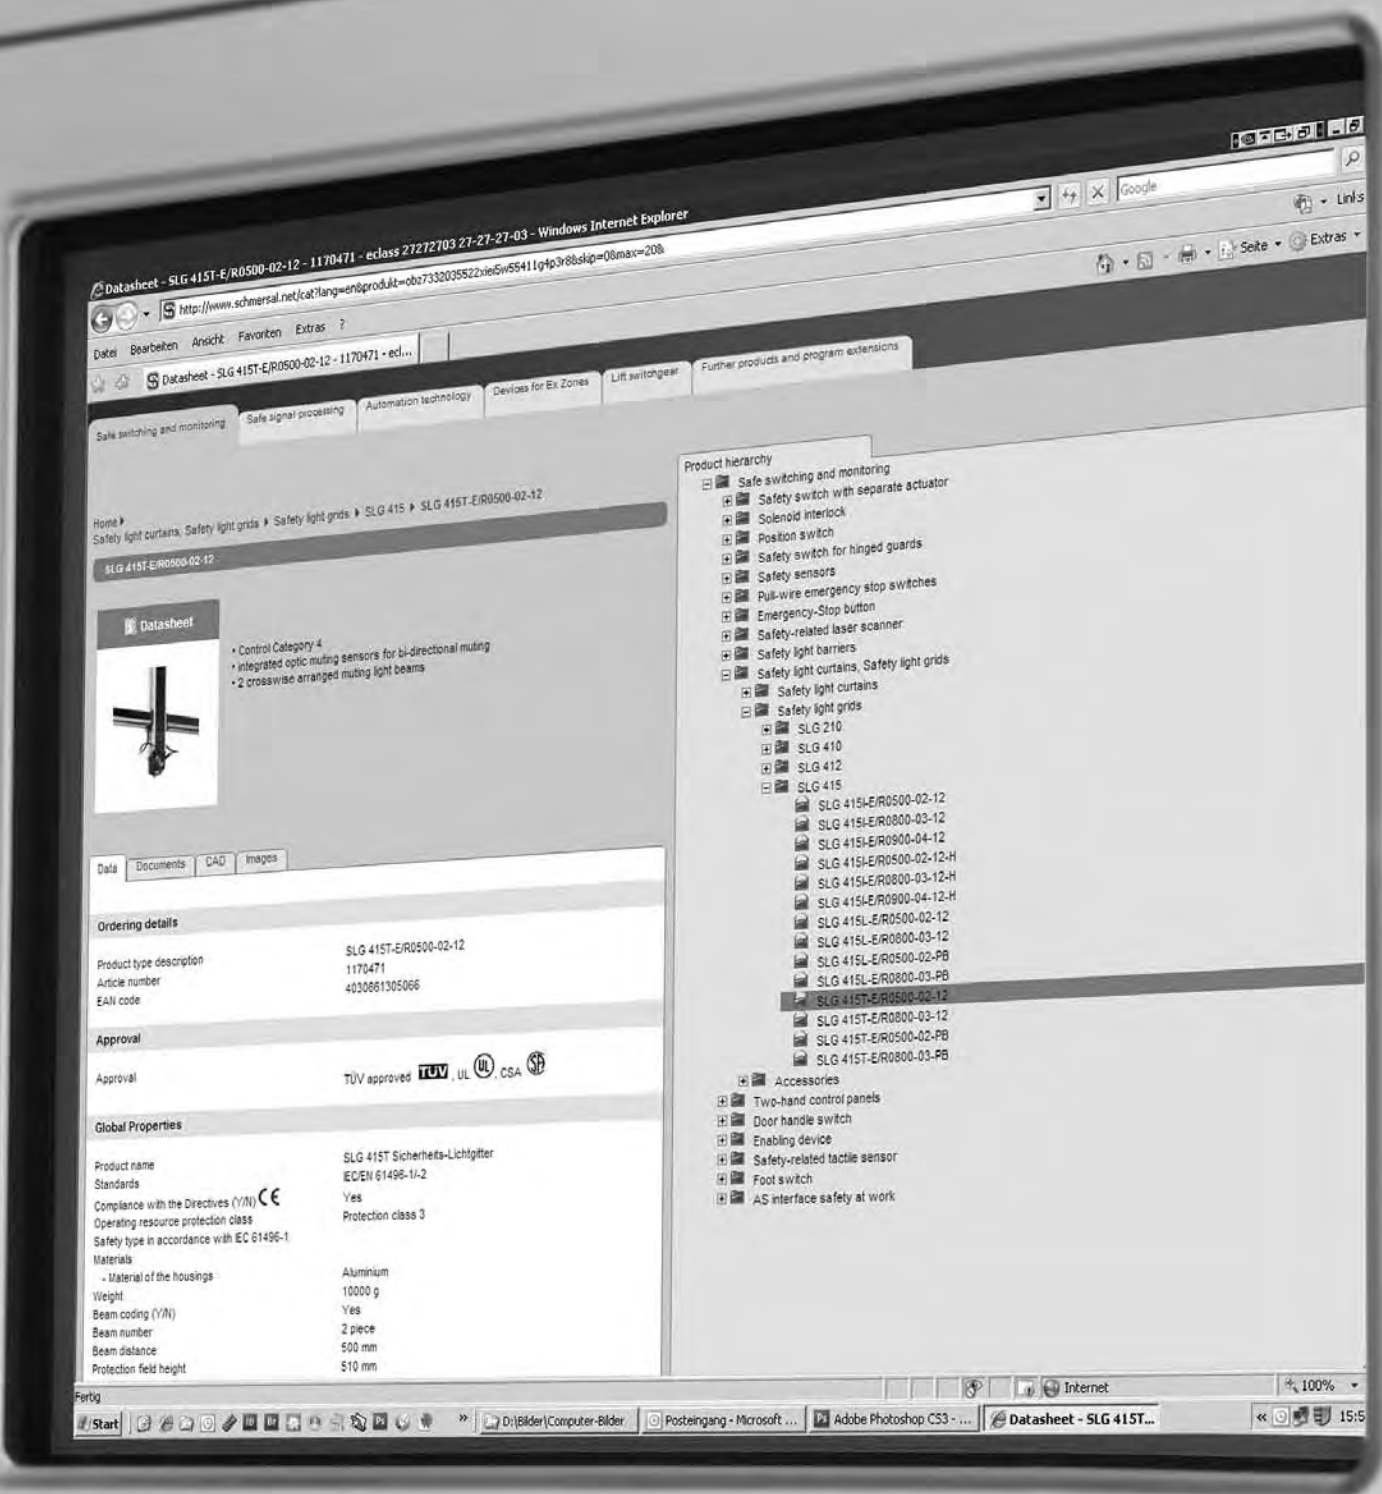 Datasheet - SLG 415T-E/R0500-02-12 - 1170471 - eclass 27272703 27-27-27-03 - Windows Internet Explorer
Google
Links
Datei Bearbeiten Ansicht Favoriten Extras ?
Seite Extras
Datasheet - SLG 415T-E/R0500-02-12 - 1170471 - ecl...
Safe switching and monitoring
Safe signal processing
Automation technology
Devices for Ex Zones
Lift switchgear
Further products and program extensions
Home
Safety light curtains, Safety light grids Safety light grids SLG 415 SLG 415T-E/R0500-02-12
SLG 415T-E/R0500-02-12
Datasheet
• Control Category 4
• integrated optic muting sensors for bi-directional muting
• 2 crosswise arranged muting light beams
Data Documents CAD Images
Ordering details
Product type description SLG 415T-E/R0500-02-12
Article number 1170471
EAN code 4030661305066
Approval
Approval TÜV approved TÜV , UL UL, CSA SA
Global Properties
Product name SLG 415T Sicherheits-Lichtgitter
Standards IEC/EN 61496-1/-2
Compliance with the Directives (Y/N) CE Yes
Operating resource protection class Protection class 3
Safety type in accordance with IEC 61496-1
Materials
- Material of the housings Aluminium
Weight 10000 g
Beam coding (Y/N) Yes
Beam number 2 piece
Beam distance 500 mm
Protection field height 510 mm
Product hierarchy
Safe switching and monitoring
Safety switch with separate actuator
Solenoid interlock
Position switch
Safety switch for hinged guards
Safety sensors
Pull-wire emergency stop switches
Emergency-Stop button
Safety-related laser scanner
Safety light barriers
Safety light curtains, Safety light grids
Safety light curtains
Safety light grids
SLG 210
SLG 410
SLG 412
SLG 415
SLG 415I-E/R0500-02-12
SLG 415I-E/R0800-03-12
SLG 415I-E/R0900-04-12
SLG 415I-E/R0500-02-12-H
SLG 415I-E/R0800-03-12-H
SLG 415I-E/R0900-04-12-H
SLG 415L-E/R0500-02-12
SLG 415L-E/R0800-03-12
SLG 415L-E/R0500-02-PB
SLG 415L-E/R0800-03-PB
SLG 415T-E/R0500-02-12
SLG 415T-E/R0800-03-12
SLG 415T-E/R0500-02-PB
SLG 415T-E/R0800-03-PB
Accessories
Two-hand control panels
Door handle switch
Enabling device
Safety-related tactile sensor
Foot switch
AS interface safety at work
Fertig
Internet
100%
Start
D:\Bilder\Computer-Bilder
Posteingang - Microsoft ...
Adobe Photoshop CS3 - ...
Datasheet - SLG 415T...
15:5